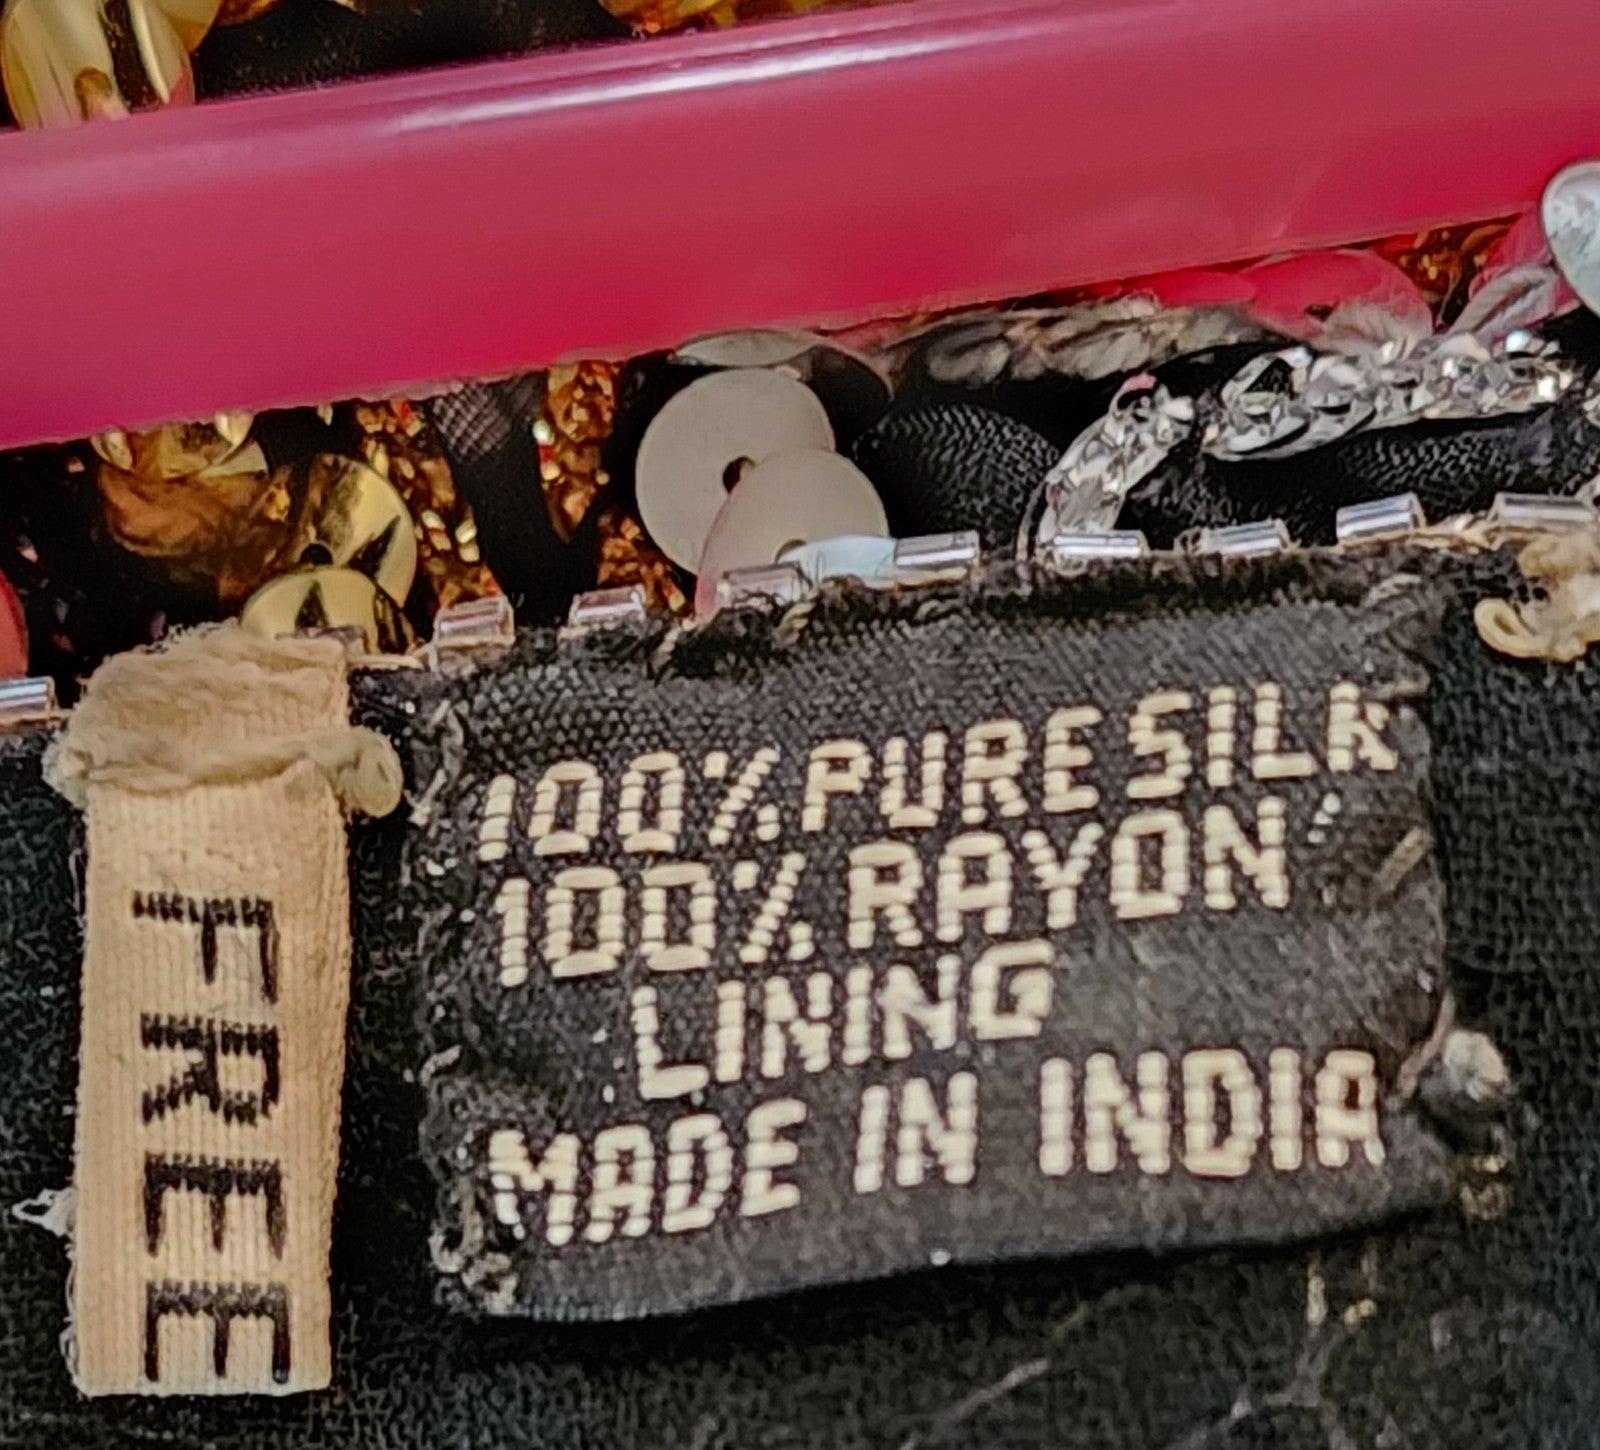 FREE
100% PURE SILK
100% RAYON
LINING
MADE IN INDIA